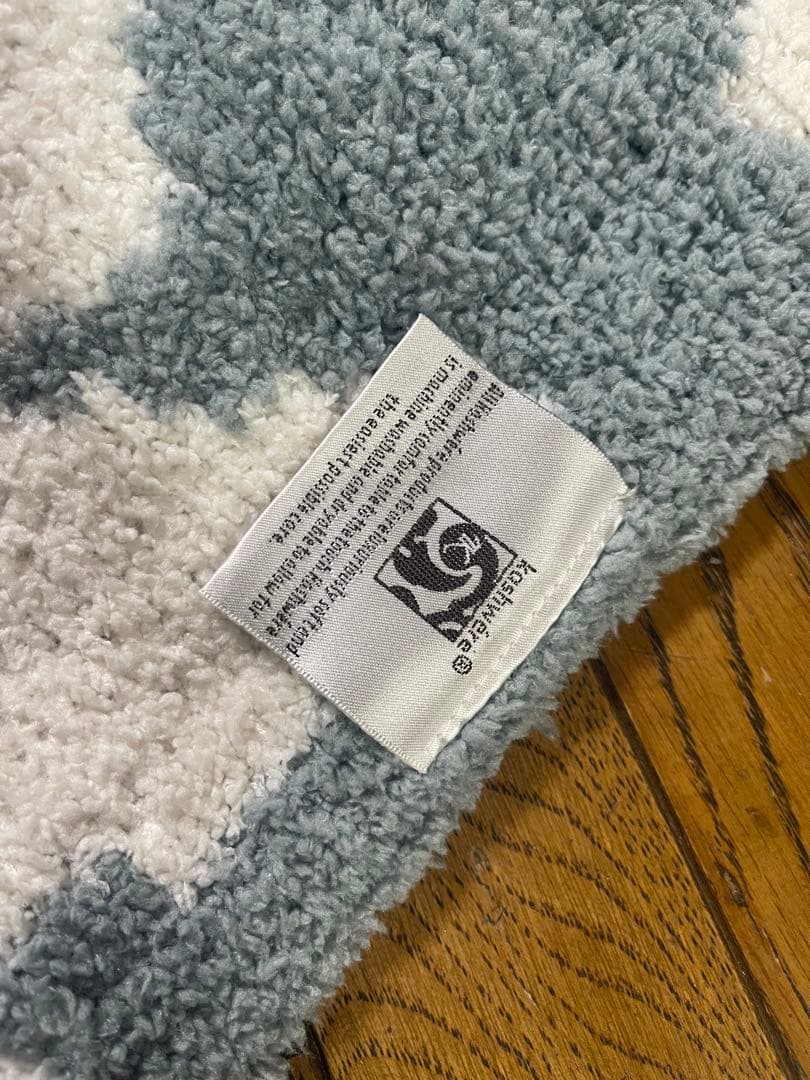 kashwére®
All Kashwére products are luxuriously soft and
eminently comfortable to the touch. Kashwére
is machine washable and dryable to allow for
the easiest possible care.